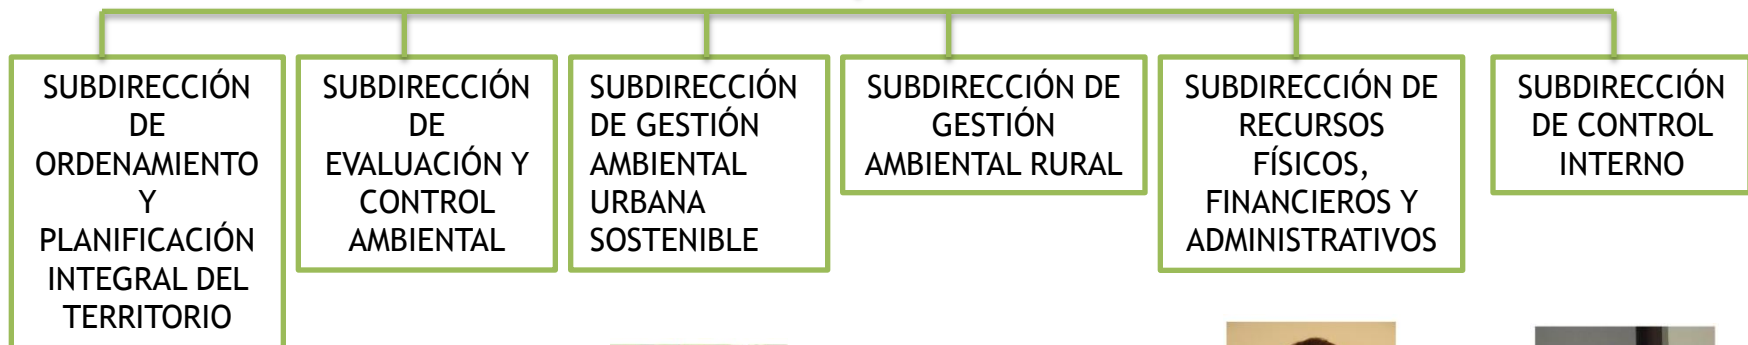 SUBDIRECCIÓN
DE
ORDENAMIENTO
Y
PLANIFICACIÓN
INTEGRAL DEL
TERRITORIO
SUBDIRECCIÓN
DE
EVALUACIÓN Y
CONTROL
AMBIENTAL
SUBDIRECCIÓN
DE GESTIÓN
AMBIENTAL
URBANA
SOSTENIBLE
SUBDIRECCIÓN DE
GESTIÓN
AMBIENTAL RURAL
SUBDIRECCIÓN DE
RECURSOS
FÍSICOS,
FINANCIEROS Y
ADMINISTRATIVOS
SUBDIRECCIÓN
DE CONTROL
INTERNO